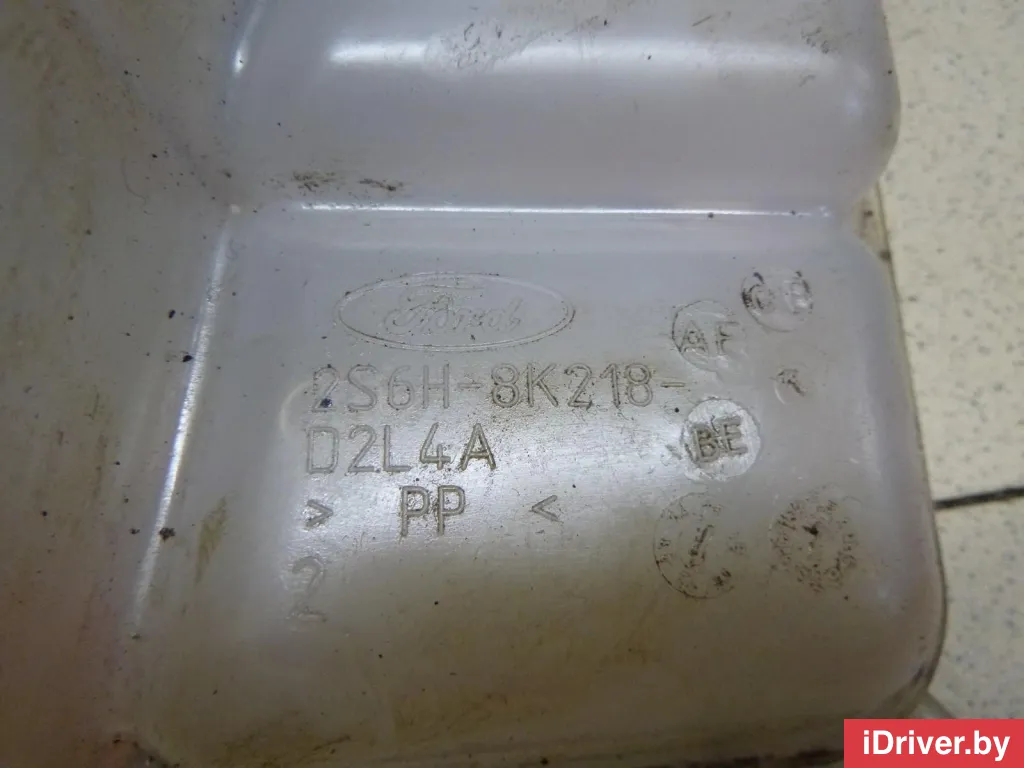 Ford
2S6H-8K218-
D2L4A
> PP <
2
AF
BE
iDriver.by